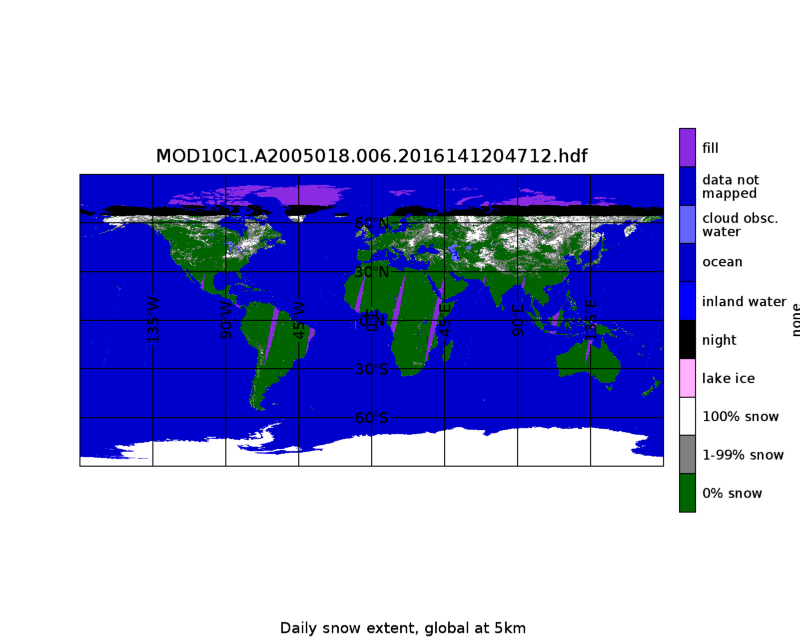 MOD10C1.A2005018.006.2016141204712.hdf
60°N
30°N
0°N
30°S
60°S
135°W
90°W
45°W
0°E
45°E
90°E
135°E
fill
data not
mapped
cloud obsc.
water
ocean
inland water
night
lake ice
100% snow
1-99% snow
0% snow
none
Daily snow extent, global at 5km